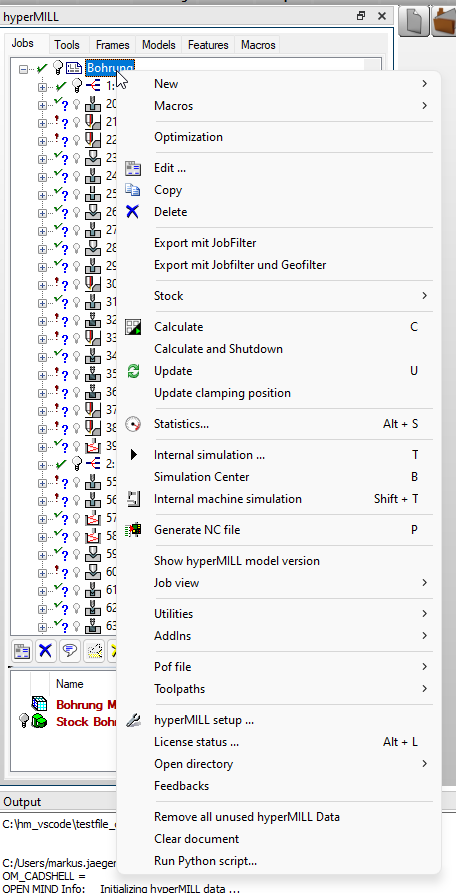 hyperMILL
Jobs Tools Frames Models Features Macros
Bohrung
1:
20
21
22
23
24
25
26
27
28
29
30
31
32
33
34
35
36
37
38
39
2:
55
56
57
58
59
60
61
62
63
New
Macros
Optimization
Edit ...
Copy
Delete
Export mit JobFilter
Export mit Jobfilter und Geofilter
Stock
Calculate C
Calculate and Shutdown
Update U
Update clamping position
Statistics... Alt + S
Internal simulation ... T
Simulation Center B
Internal machine simulation Shift + T
Generate NC file P
Show hyperMILL model version
Job view
Utilities
AddIns
Pof file
Toolpaths
hyperMILL setup ...
License status ... Alt + L
Open directory
Feedbacks
Remove all unused hyperMILL Data
Clear document
Run Python script...
Name
Bohrung M
Stock Bohr
Output
C:\hm_vscode\testfile_
C:/Users/markus.jaeger
OM_CADSHELL =
OPEN MIND Info: Initializing hyperMILL data ...